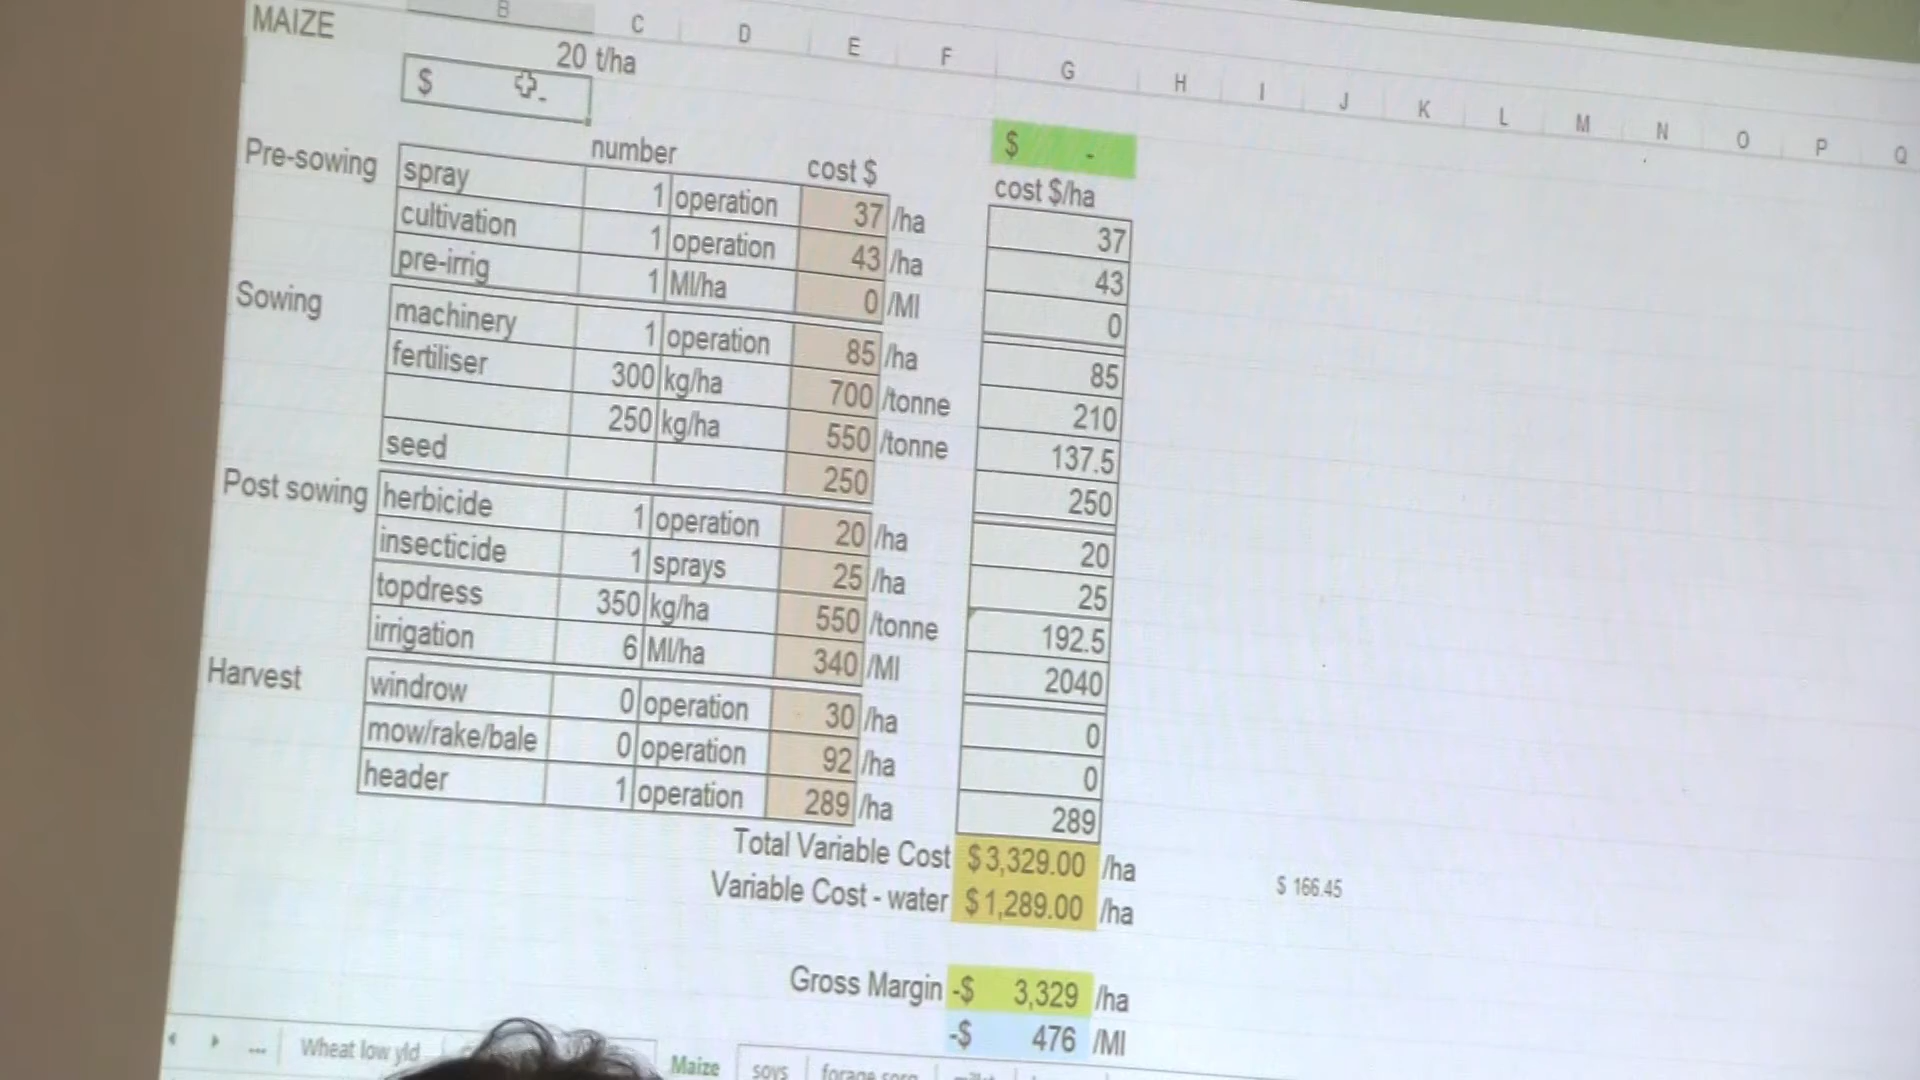 B C D E F G H I J K L M N O P Q
MAIZE 20 t/ha
$ -
$ -
number cost $ cost $/ha
Pre-sowing spray 1 operation 37 /ha 37
cultivation 1 operation 43 /ha 43
pre-irrig 1 Ml/ha 0 /Ml 0
Sowing machinery 1 operation 85 /ha 85
fertiliser 300 kg/ha 700 /tonne 210
250 kg/ha 550 /tonne 137.5
seed 250 250
Post sowing herbicide 1 operation 20 /ha 20
insecticide 1 sprays 25 /ha 25
topdress 350 kg/ha 550 /tonne 192.5
irrigation 6 Ml/ha 340 /Ml 2040
Harvest windrow 0 operation 30 /ha 0
mow/rake/bale 0 operation 92 /ha 0
header 1 operation 289 /ha 289
Total Variable Cost $3,329.00 /ha $ 166.45
Variable Cost - water $1,289.00 /ha
Gross Margin -$ 3,329 /ha
-$ 476 /Ml
... Wheat low yld Maize soys forage sorg